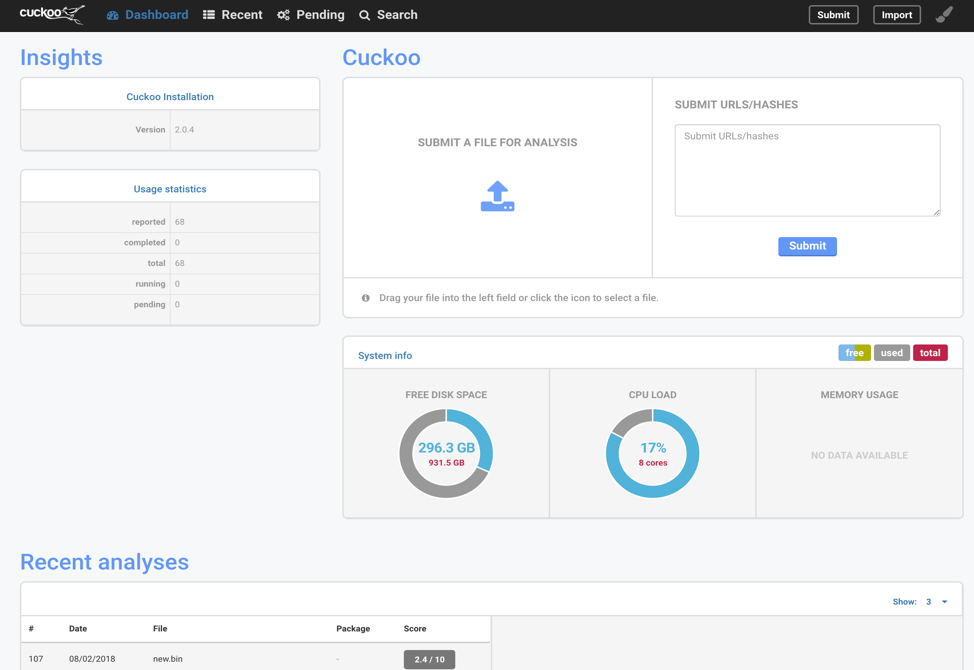 cuckoo Dashboard Recent Pending Search Submit Import
Insights
Cuckoo Installation
Version 2.0.4
Usage statistics
reported 68
completed 0
total 68
running 0
pending 0
Cuckoo
SUBMIT A FILE FOR ANALYSIS
SUBMIT URLS/HASHES
Submit URLs/hashes
Submit
Drag your file into the left field or click the icon to select a file.
System info
free used total
FREE DISK SPACE
296.3 GB
931.5 GB
CPU LOAD
17%
8 cores
MEMORY USAGE
NO DATA AVAILABLE
Recent analyses
Show: 3
# Date File Package Score
107 08/02/2018 new.bin - 2.4 / 10